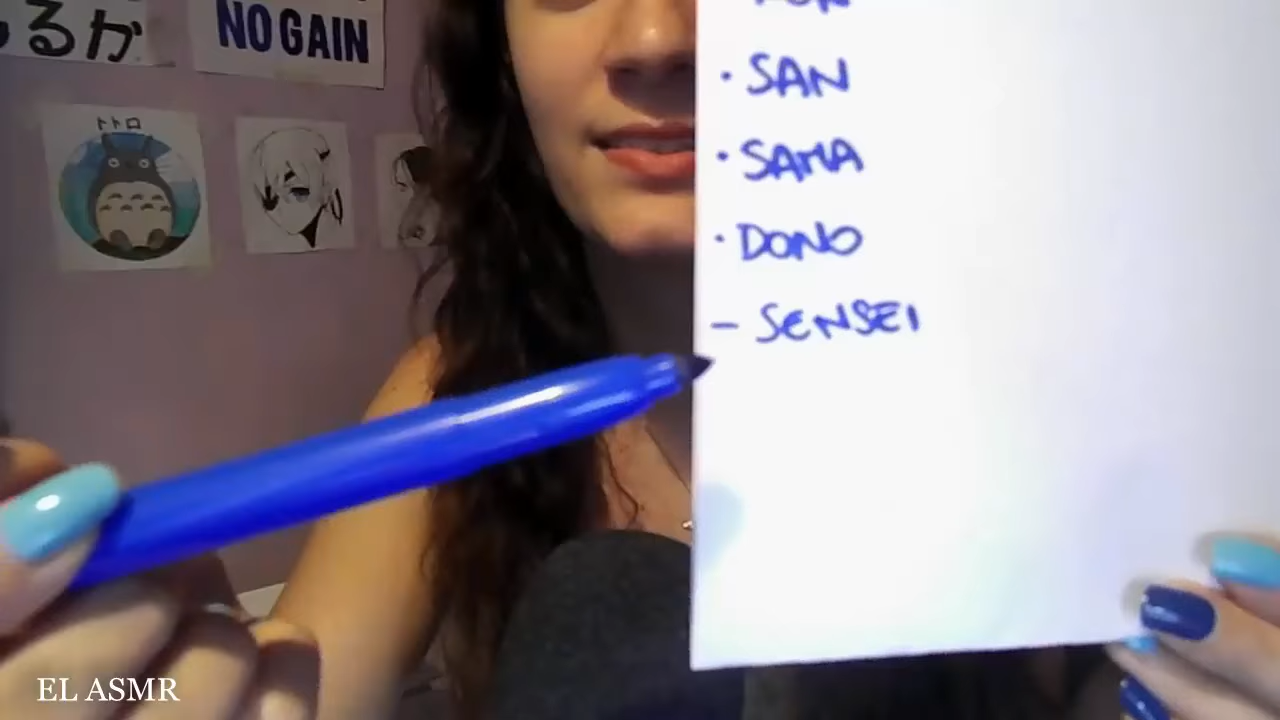 るか
NO GAIN
トトロ
· SAN
· SAMA
· DONO
- SENSEI
EL ASMR